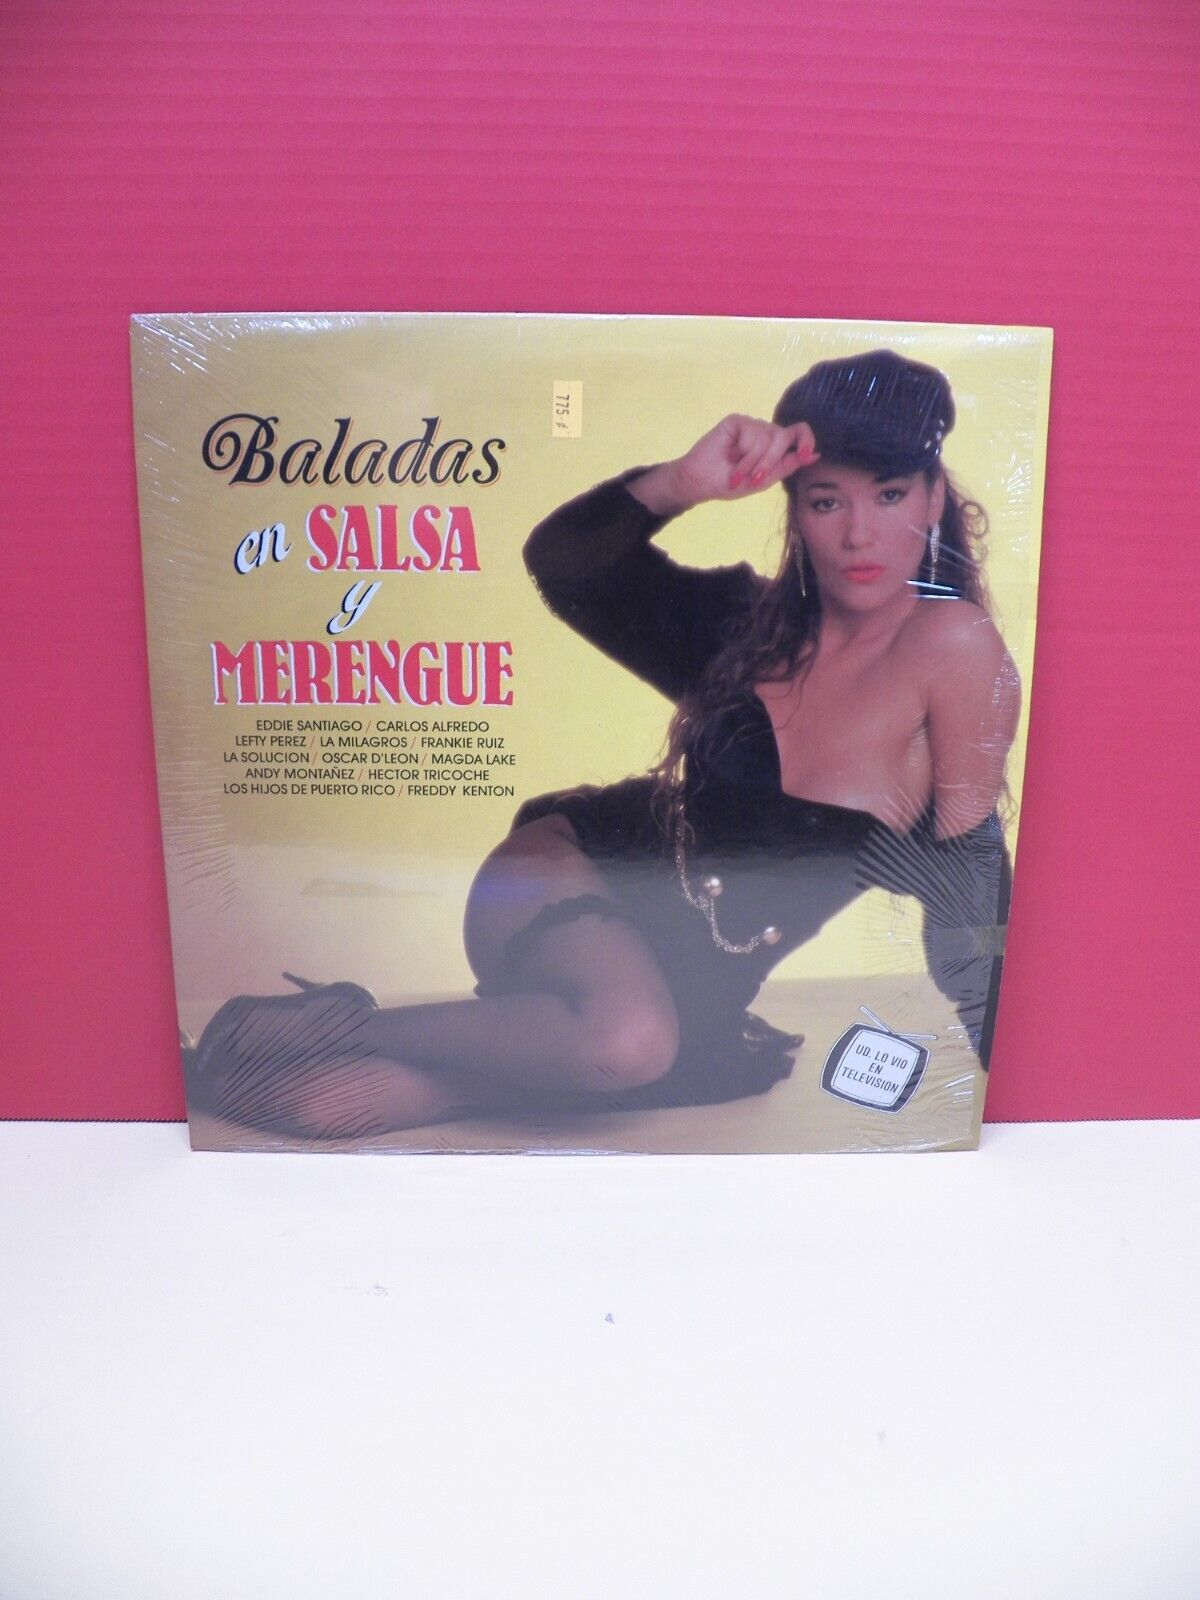 775·¢
Baladas
en SALSA
y
MERENGUE
EDDIE SANTIAGO / CARLOS ALFREDO
LEFTY PEREZ / LA MILAGROS / FRANKIE RUIZ
LA SOLUCION / OSCAR D'LEON / MAGDA LAKE
ANDY MONTAÑEZ / HECTOR TRICOCHE
LOS HIJOS DE PUERTO RICO / FREDDY KENTON
UD. LO VIO
EN
TELEVISION